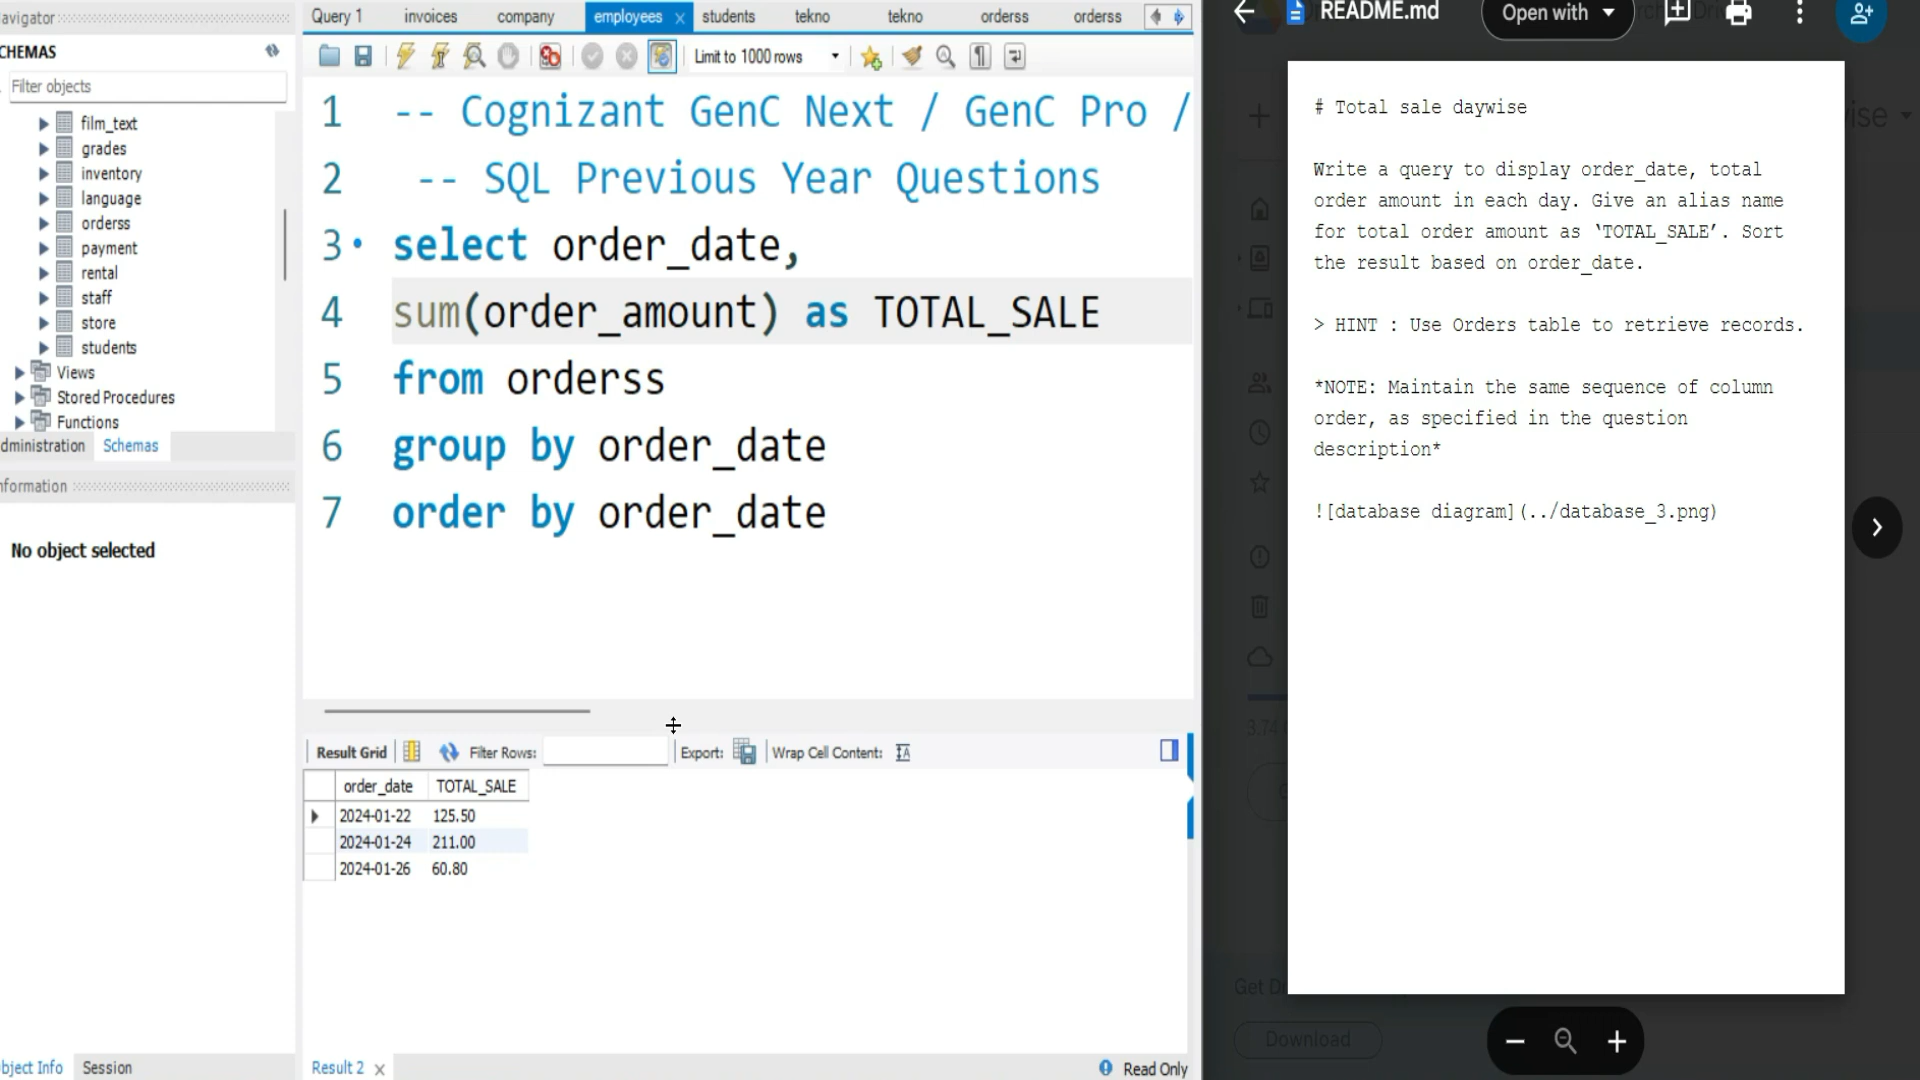 avigator
CHEMAS
Filter objects
film_text
grades
inventory
language
orderss
payment
rental
staff
store
students
Views
Stored Procedures
Functions
dministration Schemas
nformation
No object selected
bject Info Session
Query 1 invoices company employees students tekno tekno orderss orderss
Limit to 1000 rows
1 -- Cognizant GenC Next / GenC Pro /
2 -- SQL Previous Year Questions
3 select order_date,
4 sum(order_amount) as TOTAL_SALE
5 from orderss
6 group by order_date
7 order by order_date
Result Grid Filter Rows: Export: Wrap Cell Content:
order_date TOTAL_SALE
2024-01-22 125.50
2024-01-24 211.00
2024-01-26 60.80
Result 2 Read Only
README.md Open with
# Total sale daywise
Write a query to display order_date, total
order amount in each day. Give an alias name
for total order amount as ‘TOTAL_SALE’. Sort
the result based on order_date.
> HINT : Use Orders table to retrieve records.
*NOTE: Maintain the same sequence of column
order, as specified in the question
description*
![database diagram](../database_3.png)
3.74
Get D
Download